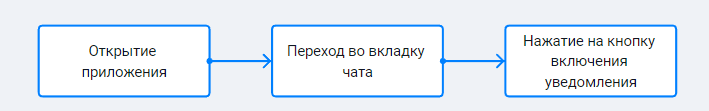 Открытие
приложения
Переход во вкладку
чата
Нажатие на кнопку
включения
уведомления